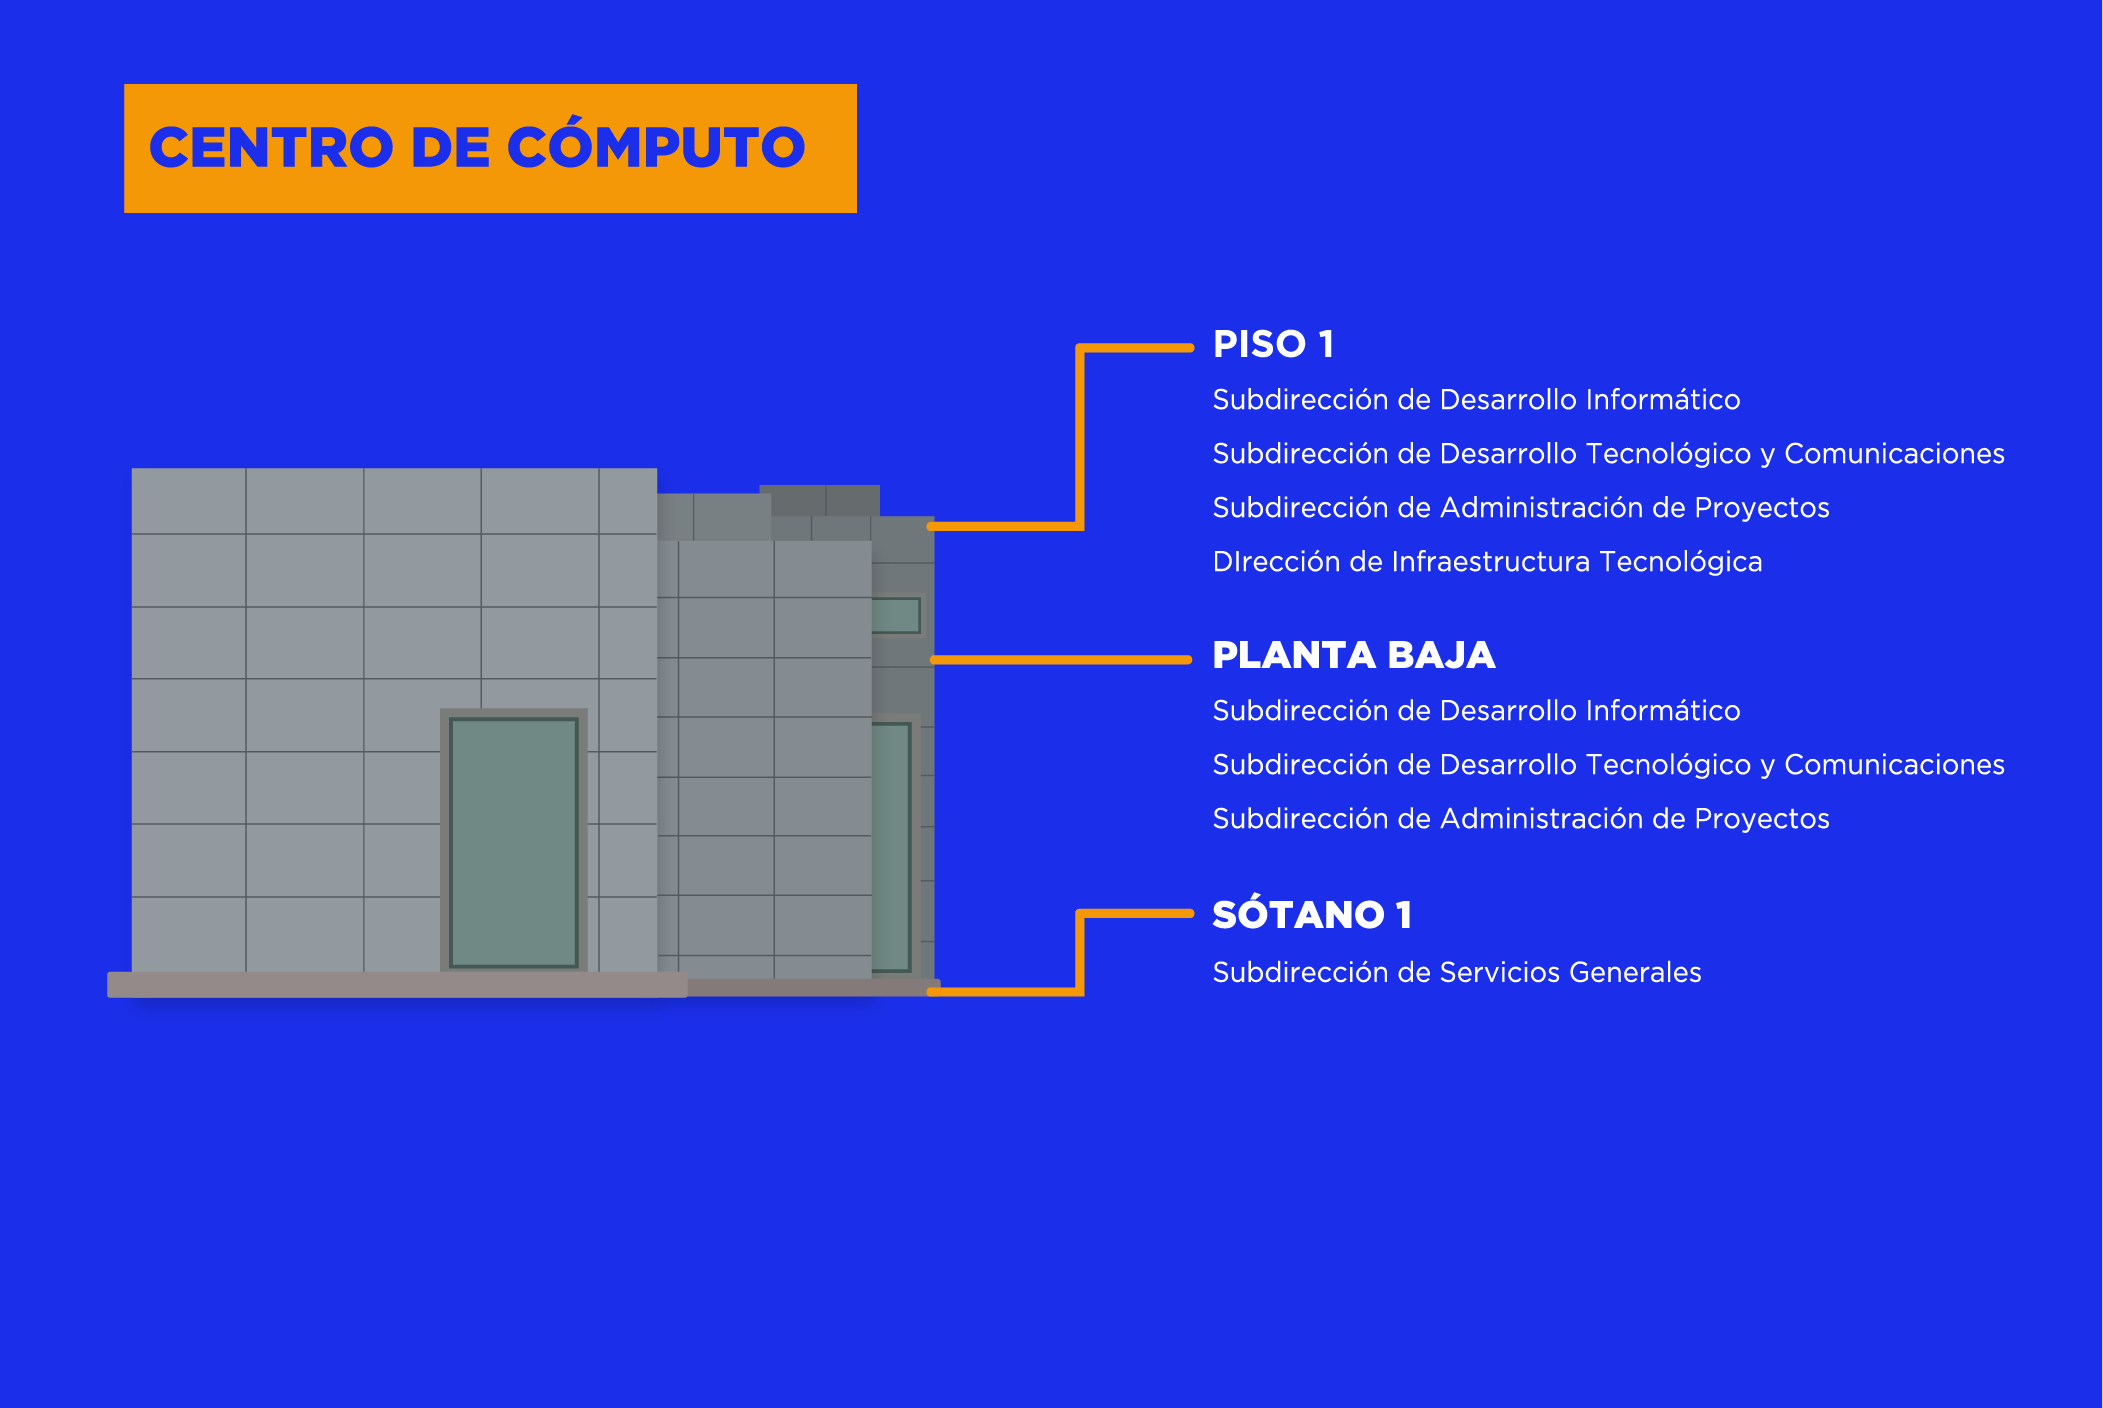 CENTRO DE CÓMPUTO
PISO 1
Subdirección de Desarrollo Informático
Subdirección de Desarrollo Tecnológico y Comunicaciones
Subdirección de Administración de Proyectos
DIrección de Infraestructura Tecnológica
PLANTA BAJA
Subdirección de Desarrollo Informático
Subdirección de Desarrollo Tecnológico y Comunicaciones
Subdirección de Administración de Proyectos
SÓTANO 1
Subdirección de Servicios Generales